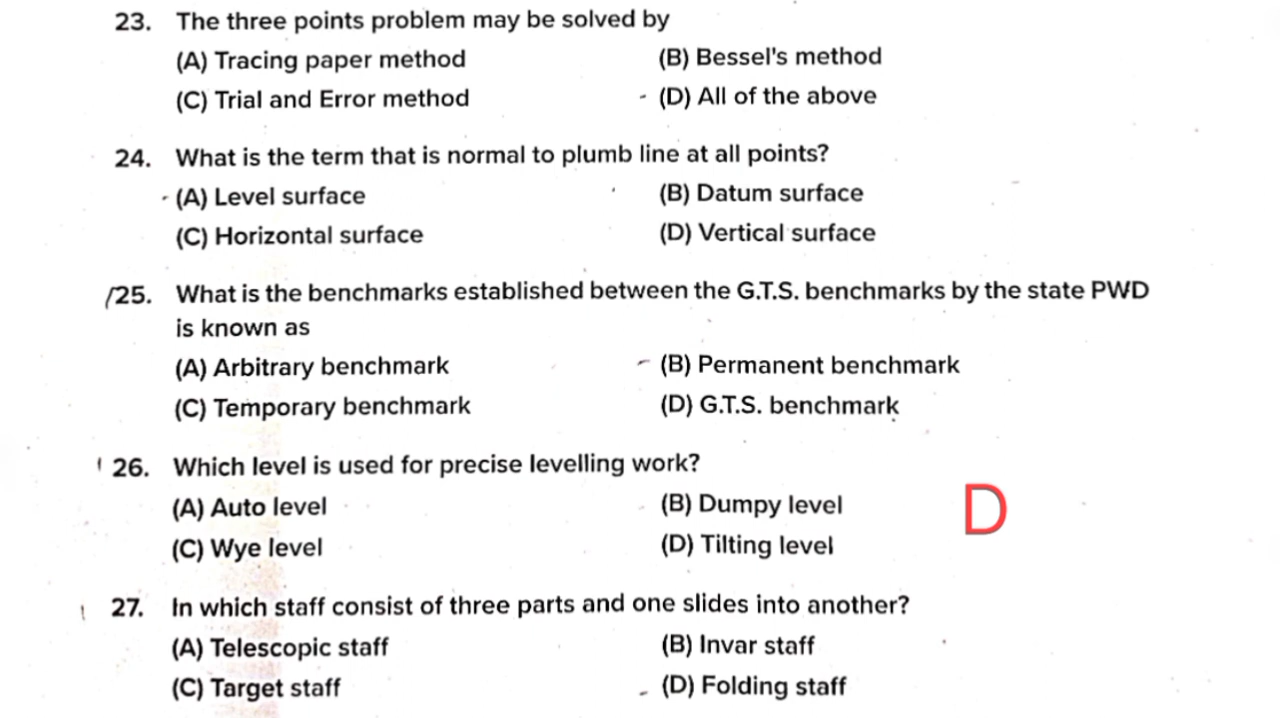 23. The three points problem may be solved by
(A) Tracing paper method (B) Bessel's method
(C) Trial and Error method (D) All of the above
24. What is the term that is normal to plumb line at all points?
(A) Level surface (B) Datum surface
(C) Horizontal surface (D) Vertical surface
25. What is the benchmarks established between the G.T.S. benchmarks by the state PWD
is known as
(A) Arbitrary benchmark (B) Permanent benchmark
(C) Temporary benchmark (D) G.T.S. benchmark
26. Which level is used for precise levelling work?
(A) Auto level (B) Dumpy level
D
(C) Wye level (D) Tilting level
27. In which staff consist of three parts and one slides into another?
(A) Telescopic staff (B) Invar staff
(C) Target staff (D) Folding staff